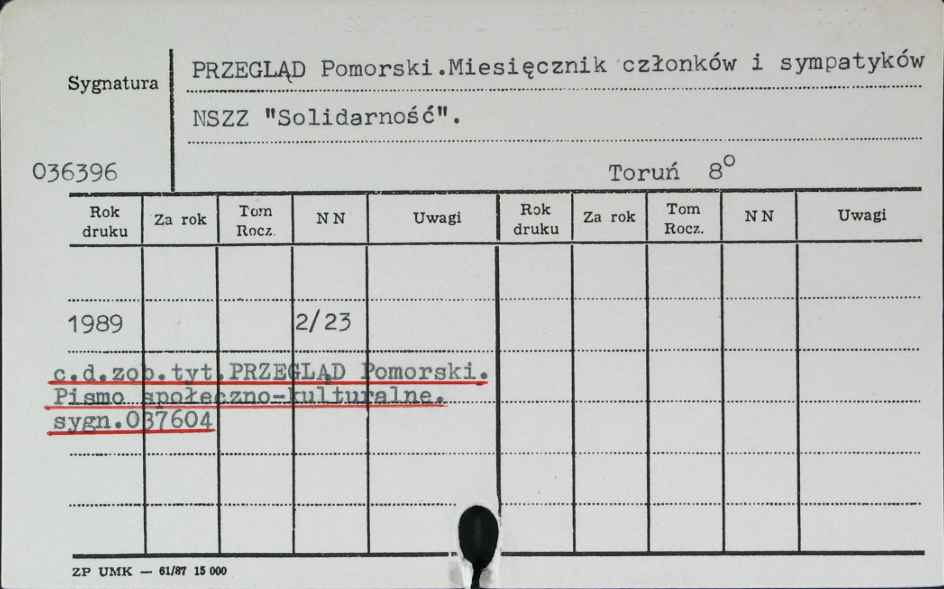 PRZEGLĄD Pomorski.Miesięcznik członków i sympatyków
Sygnatura
NSZZ "Solidarność".
036396
Toruń 8°
Rok druku Za rok Tom Rocz. NN Uwagi Rok druku Za rok Tom Rocz. NN Uwagi
1989 2/23
c.d.zob.tyt.PRZEGLĄD Pomorski.
Pismo społeczno-kulturalne.
sygn.037604
ZP UMK — 61/87 15 000